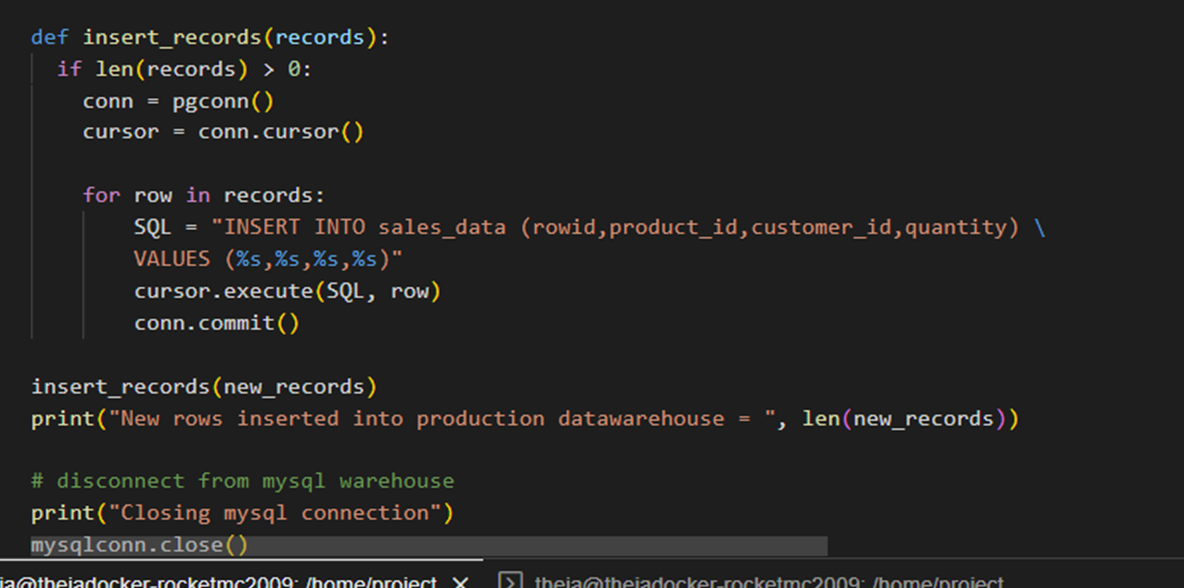 def insert_records(records):
if len(records) > 0:
conn = pgconn()
cursor = conn.cursor()
for row in records:
SQL = "INSERT INTO sales_data (rowid,product_id,customer_id,quantity) \
VALUES (%s,%s,%s,%s)"
cursor.execute(SQL, row)
conn.commit()
insert_records(new_records)
print("New rows inserted into production datawarehouse = ", len(new_records))
# disconnect from mysql warehouse
print("Closing mysql connection")
mysqlconn.close()
ia@theiadocker-rocketmc2009: /home/project × theia@theiadocker-rocketmc2009: /home/project